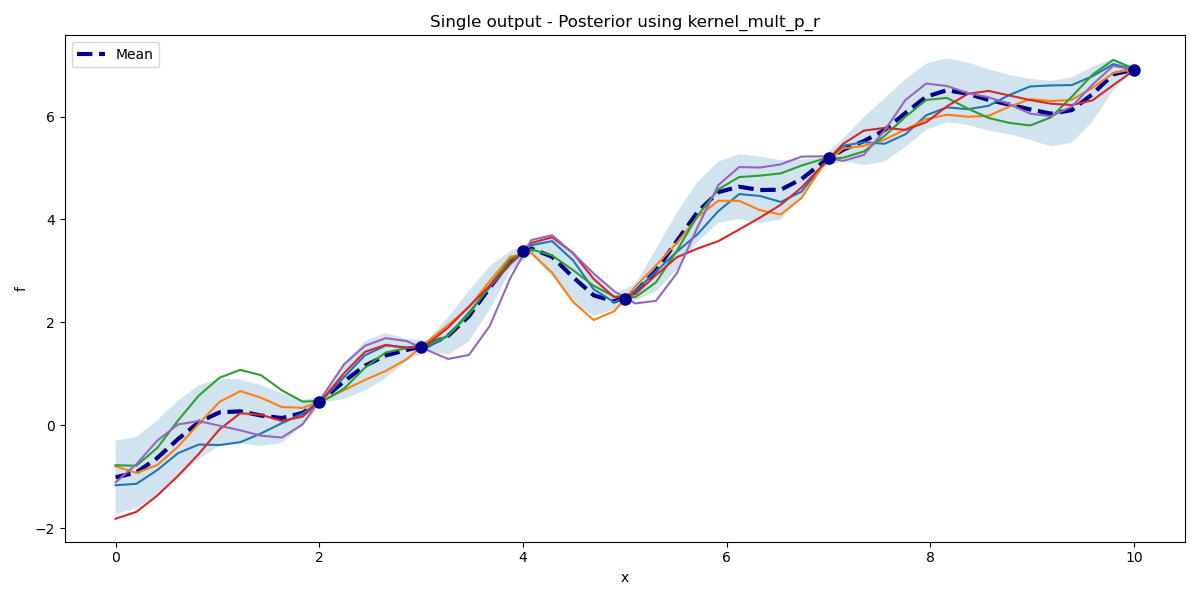 Single output - Posterior using kernel_mult_p_r
Mean
f
6
4
2
0
−2
0 2 4 6 8 10
x